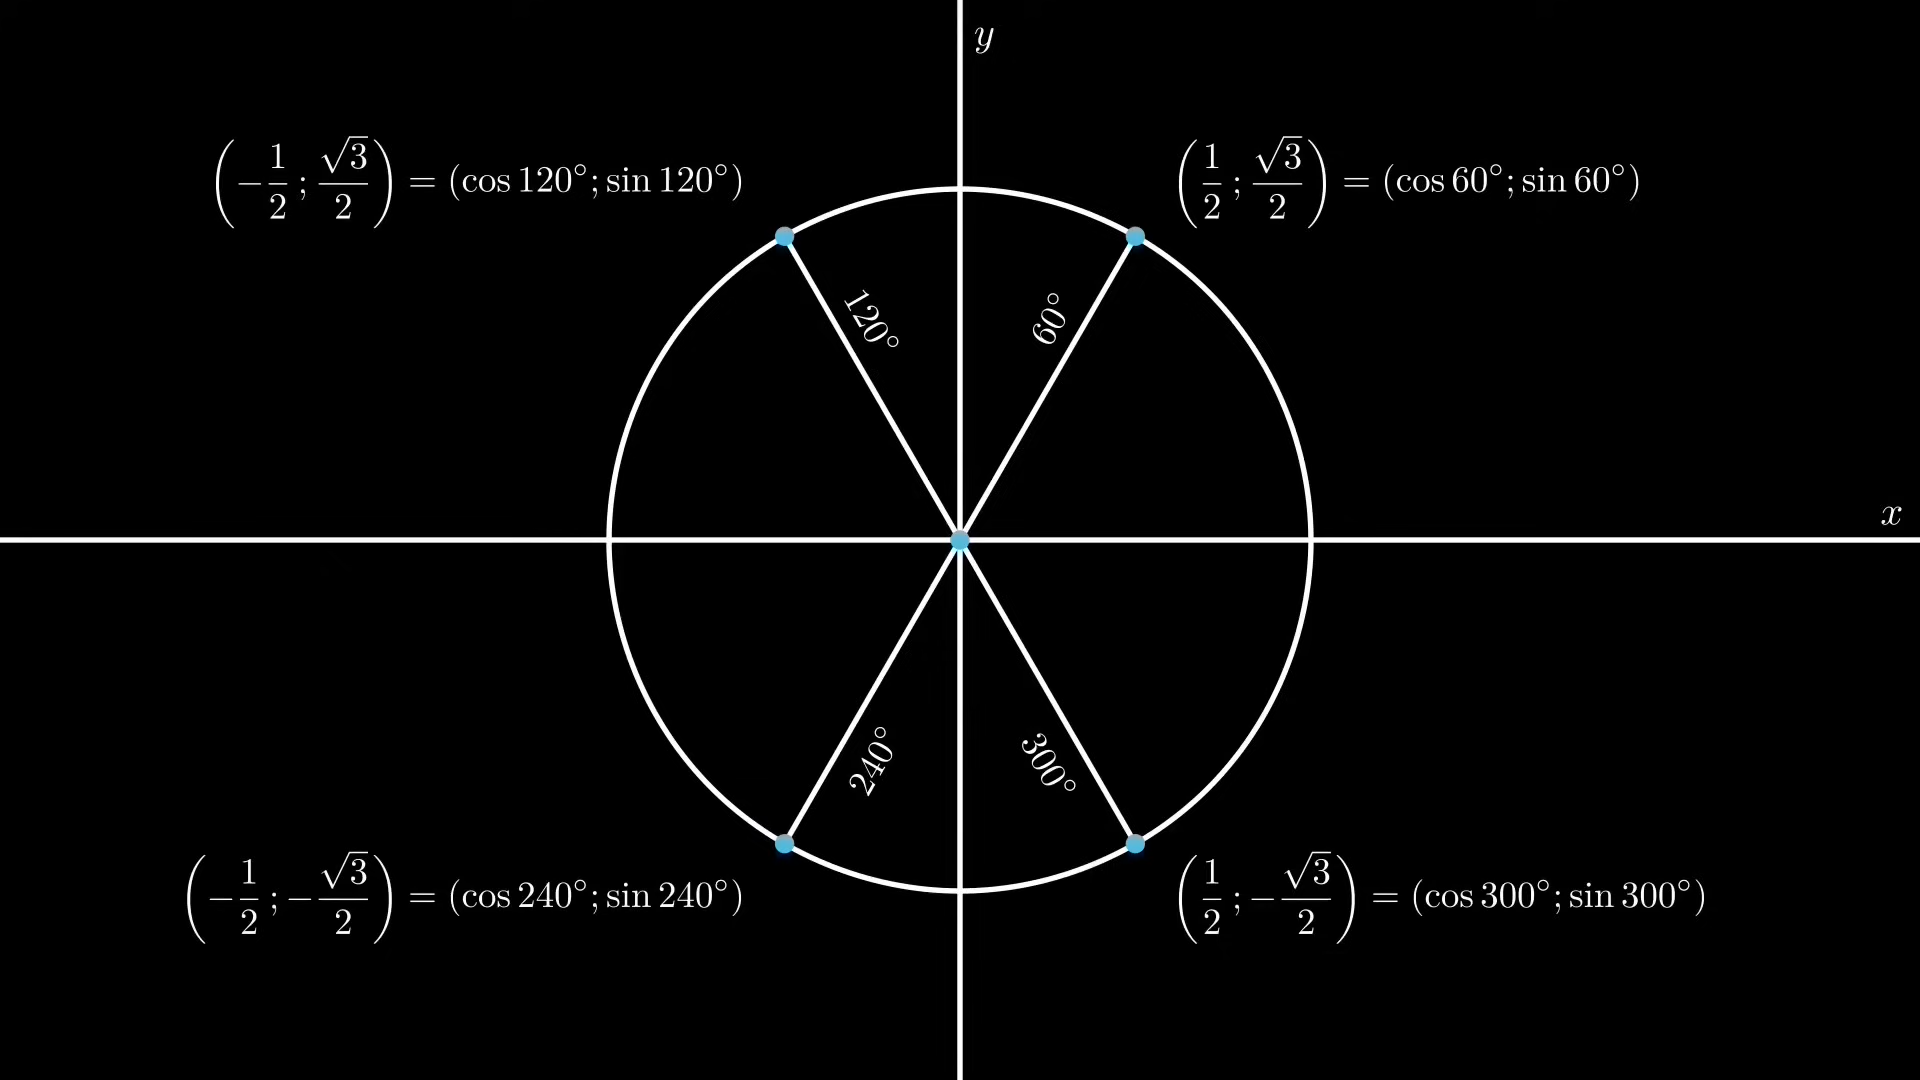 y
(-1/2 ; √3/2) = (cos 120°; sin 120°)
(1/2 ; √3/2) = (cos 60°; sin 60°)
120°
60°
x
240°
300°
(-1/2 ; -√3/2) = (cos 240°; sin 240°)
(1/2 ; -√3/2) = (cos 300°; sin 300°)